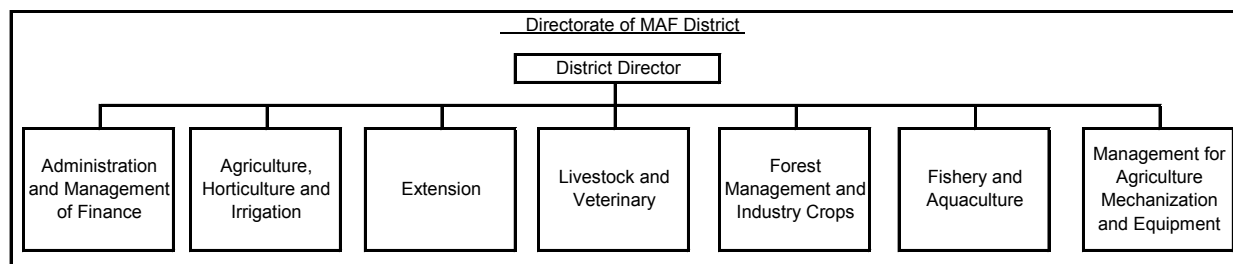 Directorate of MAF District
District Director
Administration
and Management
of Finance
Agriculture,
Horticulture and
Irrigation
Extension
Livestock and
Veterinary
Forest
Management and
Industry Crops
Fishery and
Aquaculture
Management for
Agriculture
Mechanization
and Equipment